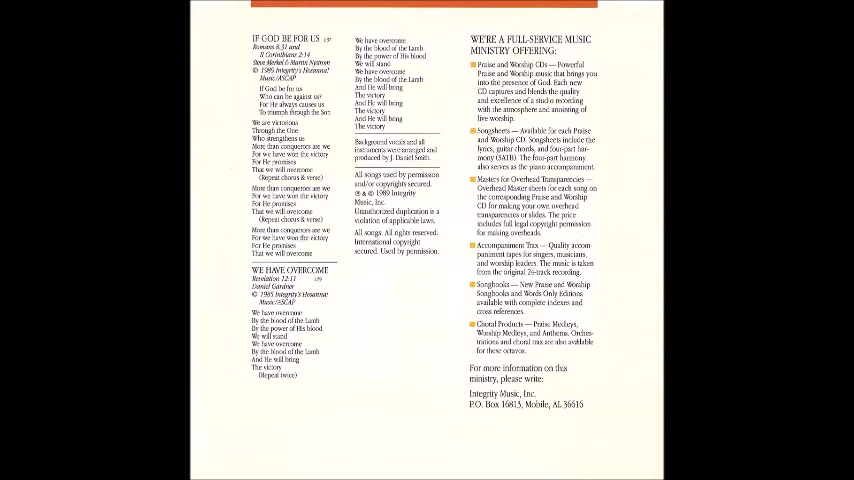 IF GOD BE FOR US 1:37
Romans 8:31 and
II Corinthians 2:14
Steve Merkel & Martin Nystrom
© 1989 Integrity's Hosanna!
Music/ASCAP
If God be for us
Who can be against us?
For He always causes us
To triumph through the Son
We are victorious
Through the One
Who strengthens us
More than conquerors are we
For we have won the victory
For He promises
That we will overcome
(Repeat chorus & verse)
More than conquerors are we
For we have won the victory
For He promises
That we will overcome
(Repeat chorus & verse)
More than conquerors are we
For we have won the victory
For He promises
That we will overcome
WE HAVE OVERCOME
Revelation 12:11
Daniel Gardner
© 1985 Integrity's Hosanna!
Music/ASCAP
We have overcome
By the blood of the Lamb
By the power of His blood
We will stand
We have overcome
By the blood of the Lamb
And He will bring
The victory
(Repeat twice)
We have overcome
By the blood of the Lamb
By the power of His blood
We will stand
We have overcome
By the blood of the Lamb
And He will bring
The victory
And He will bring
The victory
And He will bring
The victory
Background vocals and all
instruments were arranged and
produced by J. Daniel Smith.
All songs used by permission
and/or copyrights secured.
℗ & © 1989 Integrity
Music, Inc.
Unauthorized duplication is a
violation of applicable laws.
All songs: All rights reserved.
International copyright
secured. Used by permission.
WE'RE A FULL-SERVICE MUSIC
MINISTRY OFFERING:
Praise and Worship CDs — Powerful
Praise and Worship music that brings you
into the presence of God. Each new
CD captures and blends the quality
and excellence of a studio recording
with the atmosphere and anointing of
live worship.
Songsheets — Available for each Praise
and Worship CD. Songsheets include the
lyrics, guitar chords, and four-part har-
mony (SATB). The four-part harmony
also serves as the piano accompaniment.
Masters for Overhead Transparencies —
Overhead Master sheets for each song on
the corresponding Praise and Worship
CD for making your own overhead
transparencies or slides. The price
includes full legal copyright permission
for making overheads.
Accompaniment Trax — Quality accom-
paniment tapes for singers, musicians,
and worship leaders. The music is taken
from the original 24-track recording.
Songbooks — New Praise and Worship
Songbooks and Words Only Editions
available with complete indexes and
cross references.
Choral Products — Praise Medleys,
Worship Medleys, and Anthems. Orches-
trations and choral trax are also available
for these octavos.
For more information on this
ministry, please write:
Integrity Music, Inc.
P.O. Box 16813, Mobile, AL 36616